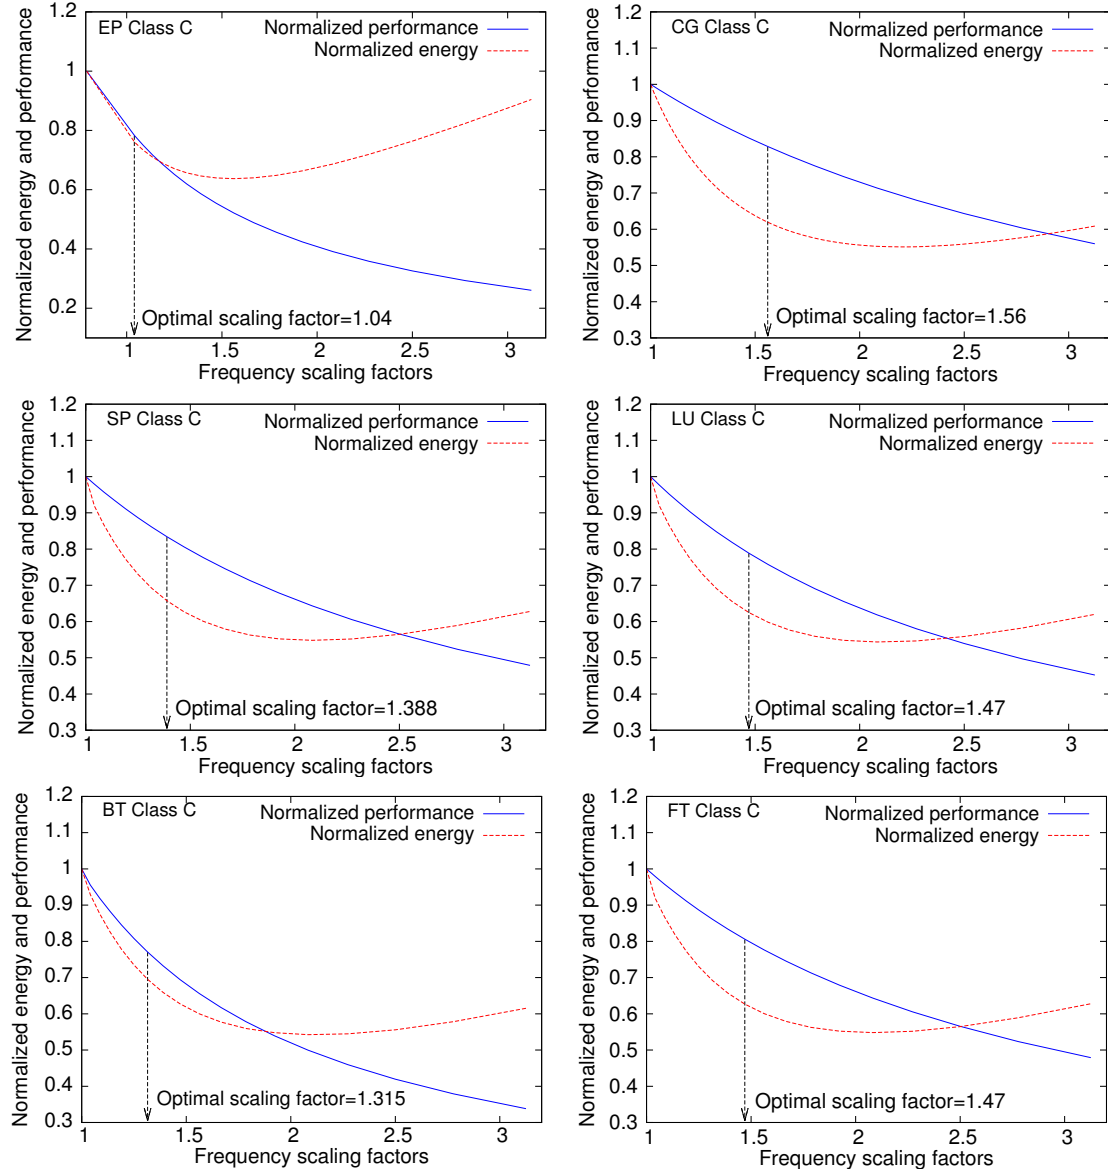 EP Class C
Normalized performance
Normalized energy
1.2
1
0.8
0.6
0.4
0.2
Normalized energy and performance
Optimal scaling factor=1.04
1
1.5
2
2.5
3
Frequency scaling factors
CG Class C
Normalized performance
Normalized energy
1.2
1.1
1
0.9
0.8
0.7
0.6
0.5
0.4
0.3
Normalized energy and performance
Optimal scaling factor=1.56
1
1.5
2
2.5
3
Frequency scaling factors
SP Class C
Normalized performance
Normalized energy
1.2
1.1
1
0.9
0.8
0.7
0.6
0.5
0.4
0.3
Normalized energy and performance
Optimal scaling factor=1.388
1
1.5
2
2.5
3
Frequency scaling factors
LU Class C
Normalized performance
Normalized energy
1.2
1.1
1
0.9
0.8
0.7
0.6
0.5
0.4
0.3
Normalized energy and performance
Optimal scaling factor=1.47
1
1.5
2
2.5
3
Frequency scaling factors
BT Class C
Normalized performance
Normalized energy
1.2
1.1
1
0.9
0.8
0.7
0.6
0.5
0.4
0.3
Normalized energy and performance
Optimal scaling factor=1.315
1
1.5
2
2.5
3
Frequency scaling factors
FT Class C
Normalized performance
Normalized energy
1.2
1.1
1
0.9
0.8
0.7
0.6
0.5
0.4
0.3
Normalized energy and performance
Optimal scaling factor=1.47
1
1.5
2
2.5
3
Frequency scaling factors